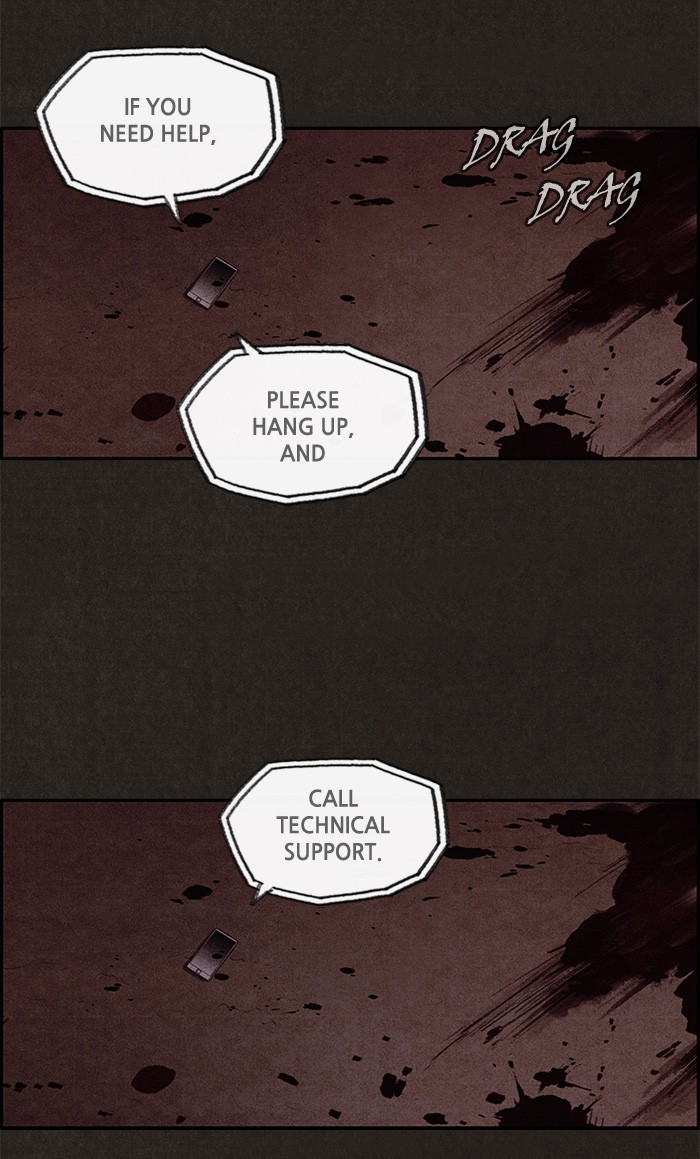 IF YOU
NEED HELP,
DRAG
DRAG
PLEASE
HANG UP,
AND
CALL
TECHNICAL
SUPPORT.